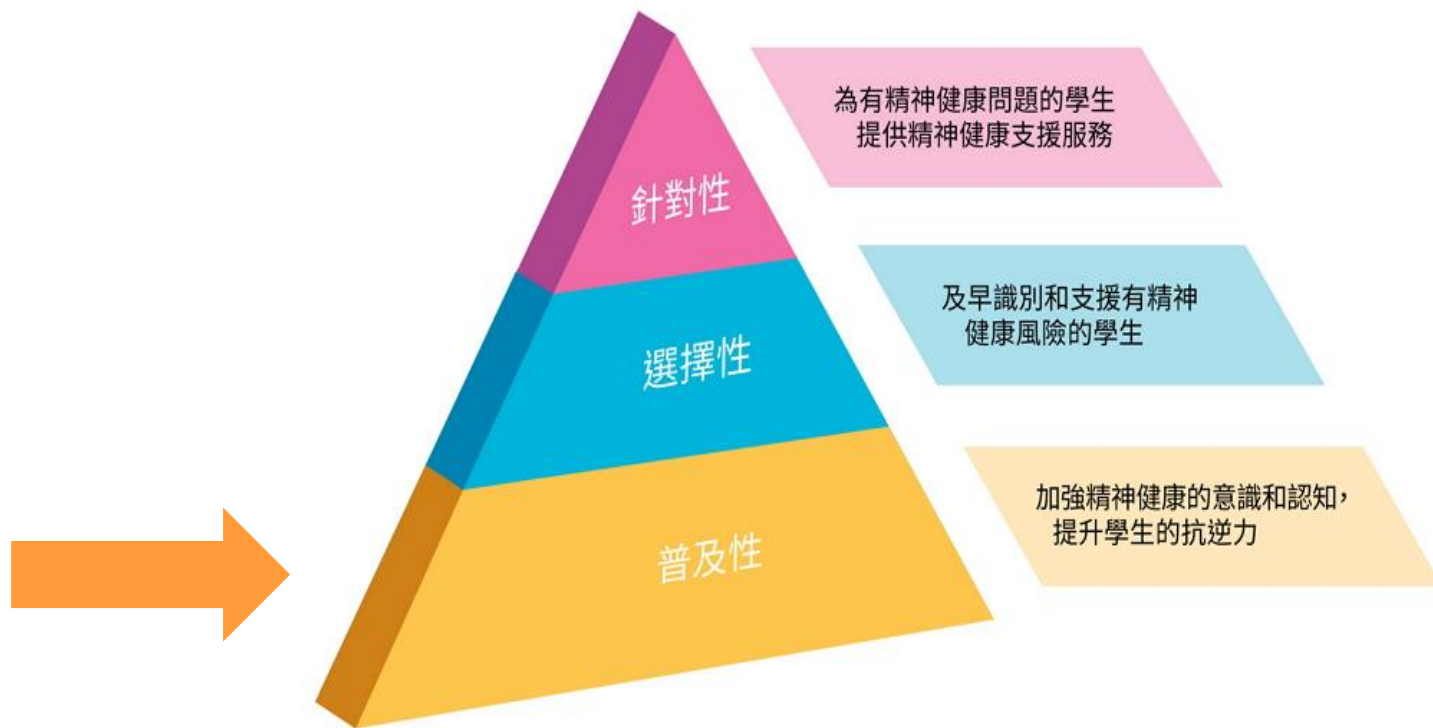 針對性
為有精神健康問題的學生
提供精神健康支援服務
選擇性
及早識別和支援有精神
健康風險的學生
普及性
加強精神健康的意識和認知，
提升學生的抗逆力